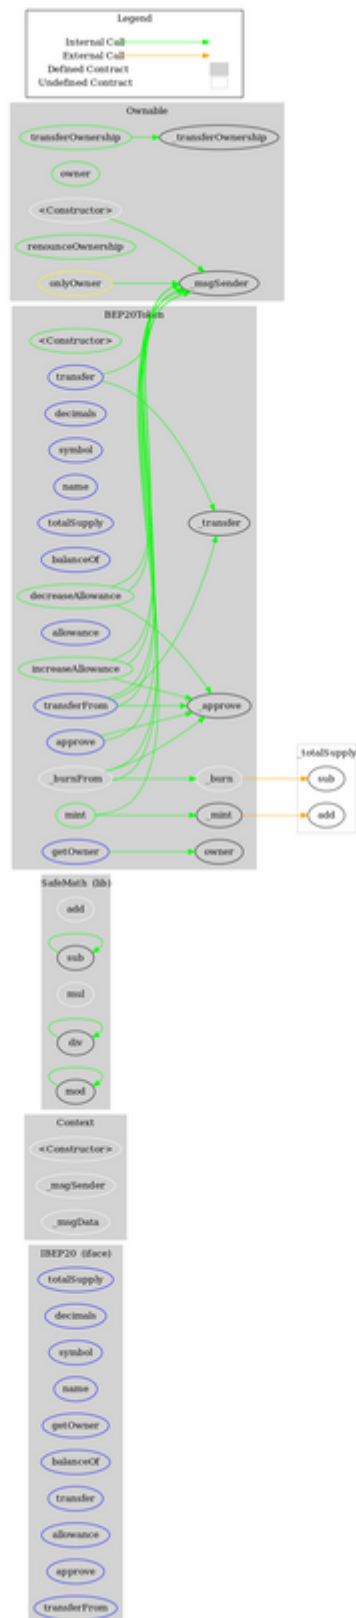 Legend
Internal Call
External Call
Defined Contract
Undefined Contract
Ownable
transferOwnership
_transferOwnership
owner
<Constructor>
renounceOwnership
onlyOwner
_msgSender
BEP20Token
<Constructor>
transfer
decimals
symbol
name
totalSupply
_transfer
balanceOf
decreaseAllowance
allowance
increaseAllowance
transferFrom
_approve
approve
_totalSupply
_burnFrom
_burn
sub
mint
_mint
add
getOwner
owner
SafeMath (lib)
add
sub
mul
div
mod
Context
<Constructor>
_msgSender
_msgData
IBEP20 (iface)
totalSupply
decimals
symbol
name
getOwner
balanceOf
transfer
allowance
approve
transferFrom